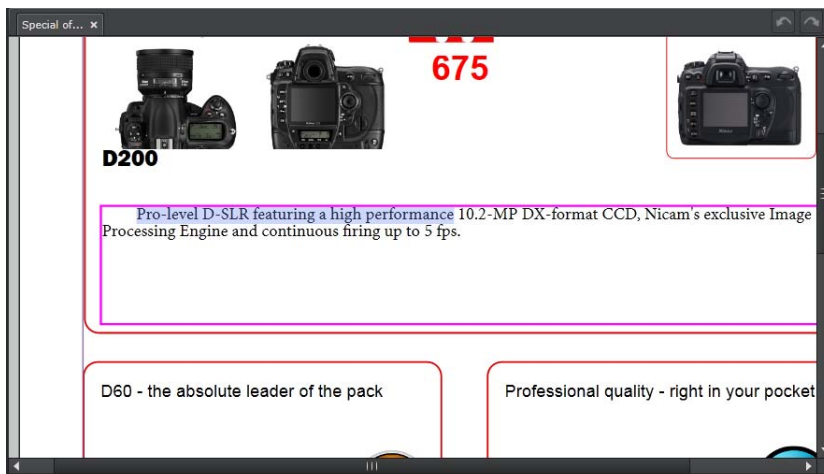 Special of...
675
D200
Pro-level D-SLR featuring a high performance 10.2-MP DX-format CCD, Nicam's exclusive Image
Processing Engine and continuous firing up to 5 fps.
D60 - the absolute leader of the pack
Professional quality - right in your pocket